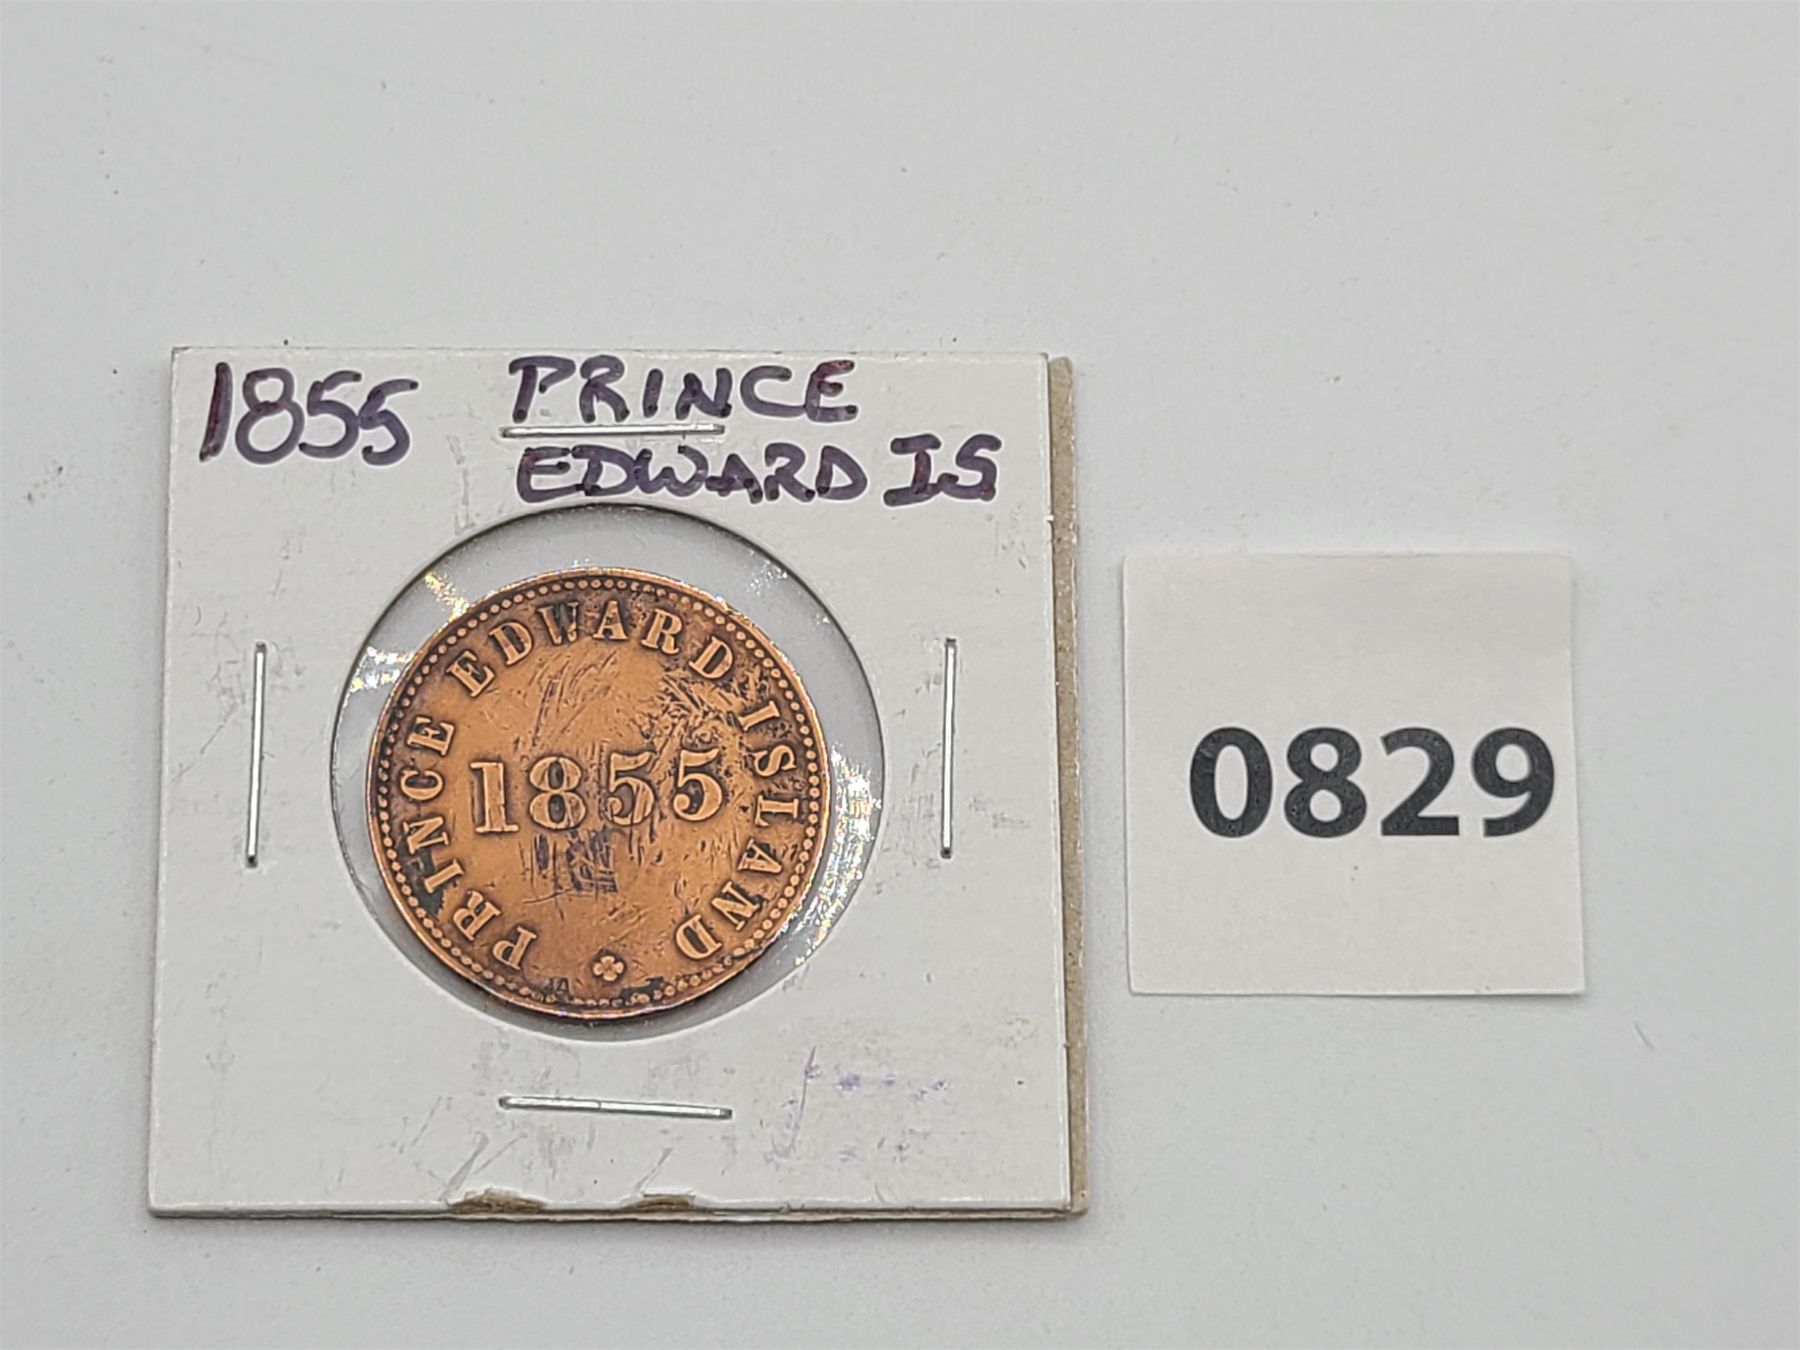 1855 PRINCE
EDWARD IS
PRINCE EDWARD ISLAND
1855
0829